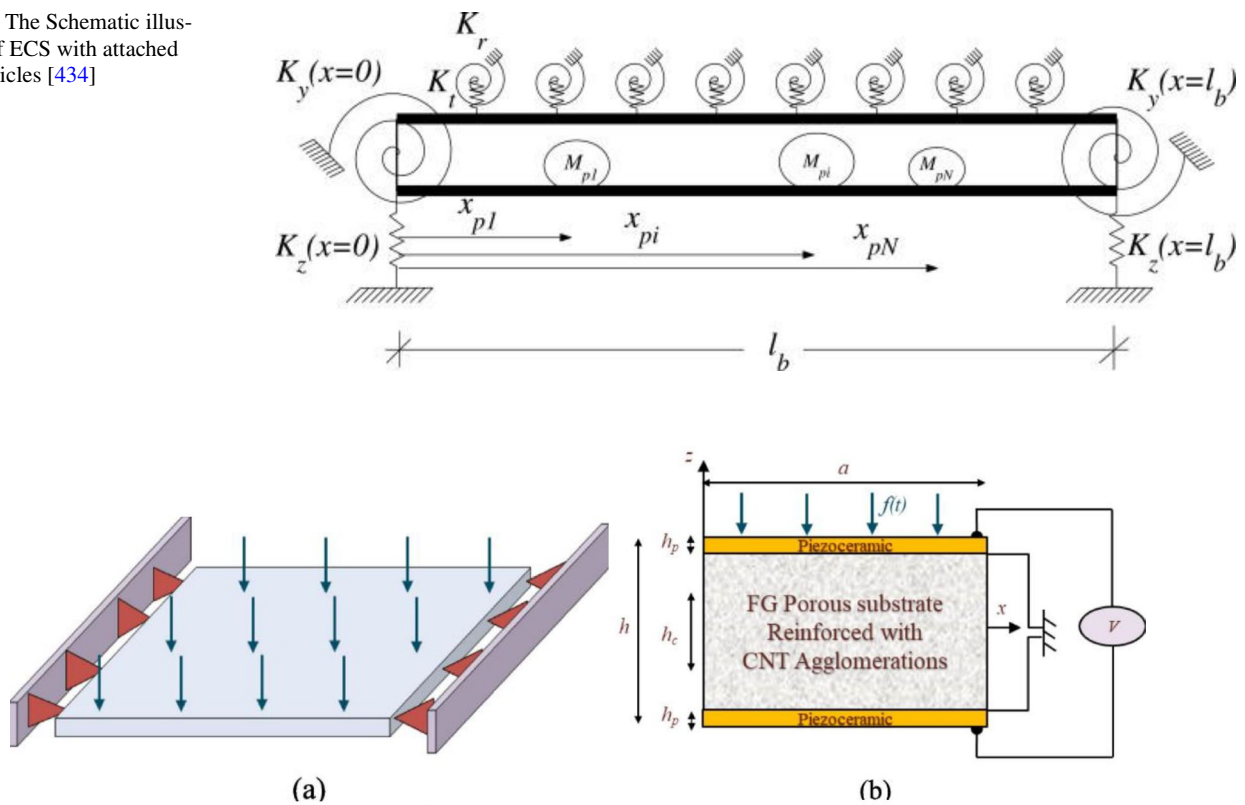 The Schematic illus-
f ECS with attached
icles [434]
K_r
K_y(x=0)
K_t
K_y(x=l_b)
M_p1
M_pi
M_pN
x_p1
x_pi
x_pN
K_z(x=0)
K_z(x=l_b)
l_b
z
a
f(t)
h_p
Piezoceramic
FG Porous substrate
Reinforced with
CNT Agglomerations
h
h_c
x
V
h_p
Piezoceramic
(a)
(b)